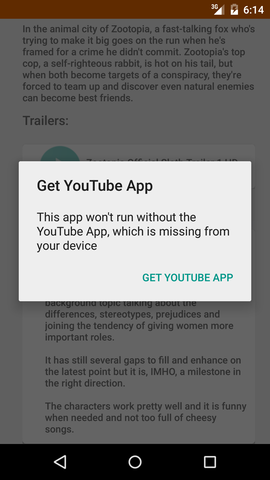 3G 6:14
In the animal city of Zootopia, a fast-talking fox who's
trying to make it big goes on the run when he's
framed for a crime he didn't commit. Zootopia's top
cop, a self-righteous rabbit, is hot on his tail, but
when both become targets of a conspiracy, they're
forced to team up and discover even natural enemies
can become best friends.
Trailers:
Zootopia Official Sloth Trailer 1 HD
Get YouTube App
This app won't run without the
YouTube App, which is missing from
your device
GET YOUTUBE APP
background topic talking about the
differences, stereotypes, prejudices and
joining the tendency of giving women more
important roles.
It has still several gaps to fill and enhance on
the latest point but it is, IMHO, a milestone in
the right direction.
The characters work pretty well and it is funny
when needed and not too full of cheesy
songs.